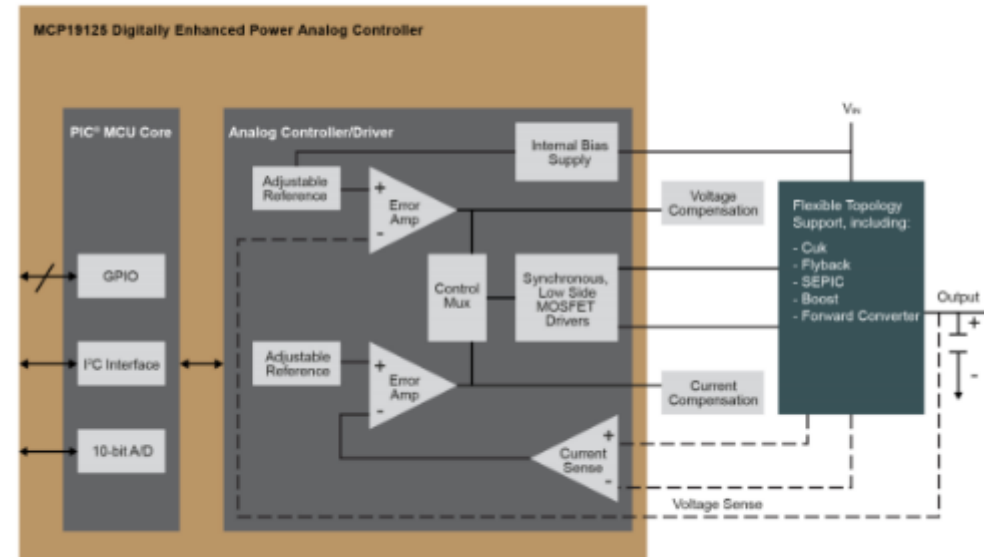 MCP19125 Digitally Enhanced Power Analog Controller
PIC® MCU Core
GPIO
I²C Interface
10-bit A/D
Analog Controller/Driver
Internal Bias
Supply
Adjustable
Reference
+
Error
Amp
-
Control
Mux
Synchronous,
Low Side
MOSFET
Drivers
Adjustable
Reference
+
Error
Amp
-
+
Current
Sense
-
Voltage
Compensation
Current
Compensation
Voltage Sense
VIN
Flexible Topology
Support, including:
- Cuk
- Flyback
- SEPIC
- Boost
- Forward Converter
Output
+
-